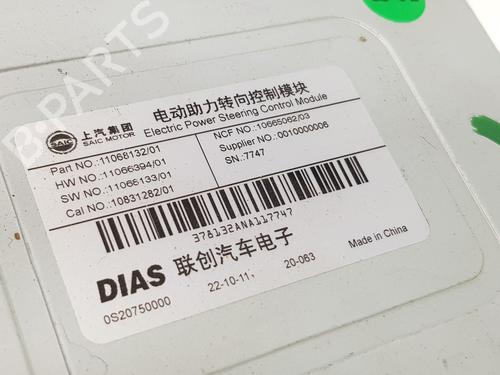 上汽集团
SAIC MOTOR
电动助力转向控制模块
Electric Power Steering Control Module
Part NO.:11068132/01
HW NO.:11066394/01
SW NO.:11066133/01
Cal NO.:10831282/01
NCF NO.:10665062/03
Supplier NO.:0010000006
SN.:7747
378132ANA117747
DIAS 联创汽车电子
0S20750000
22-10-11
20-063
Made in China
B-PARTS